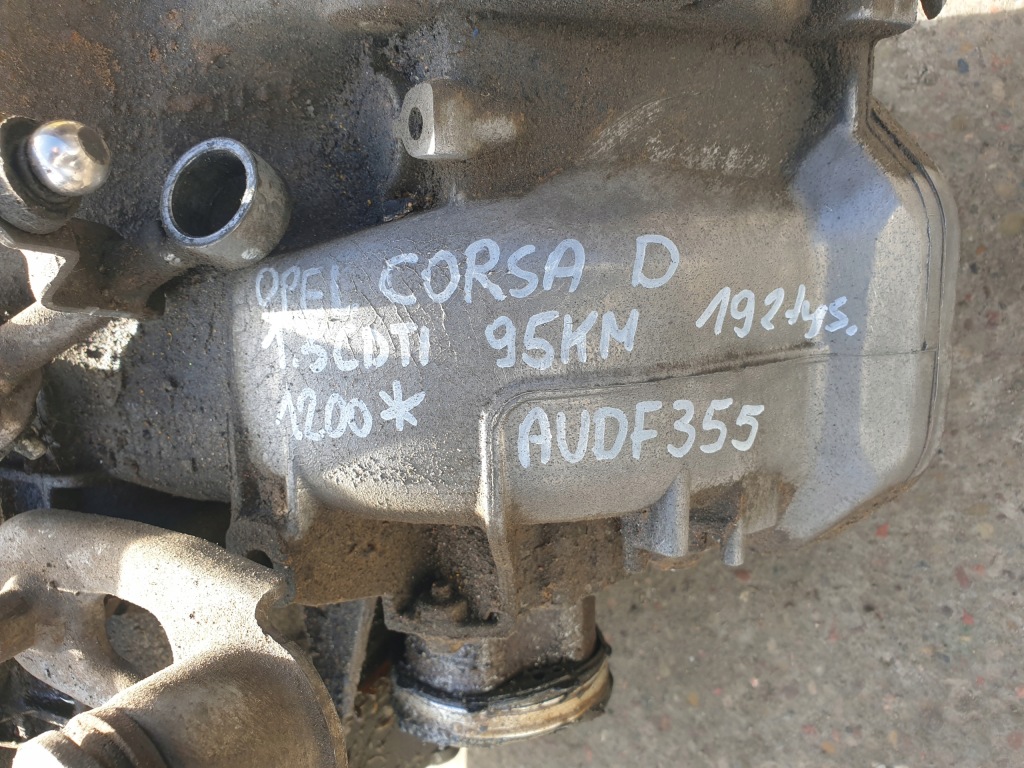 OPEL CORSA D
1.3CDTI 95KM 192tys.
1200*
AUDF355